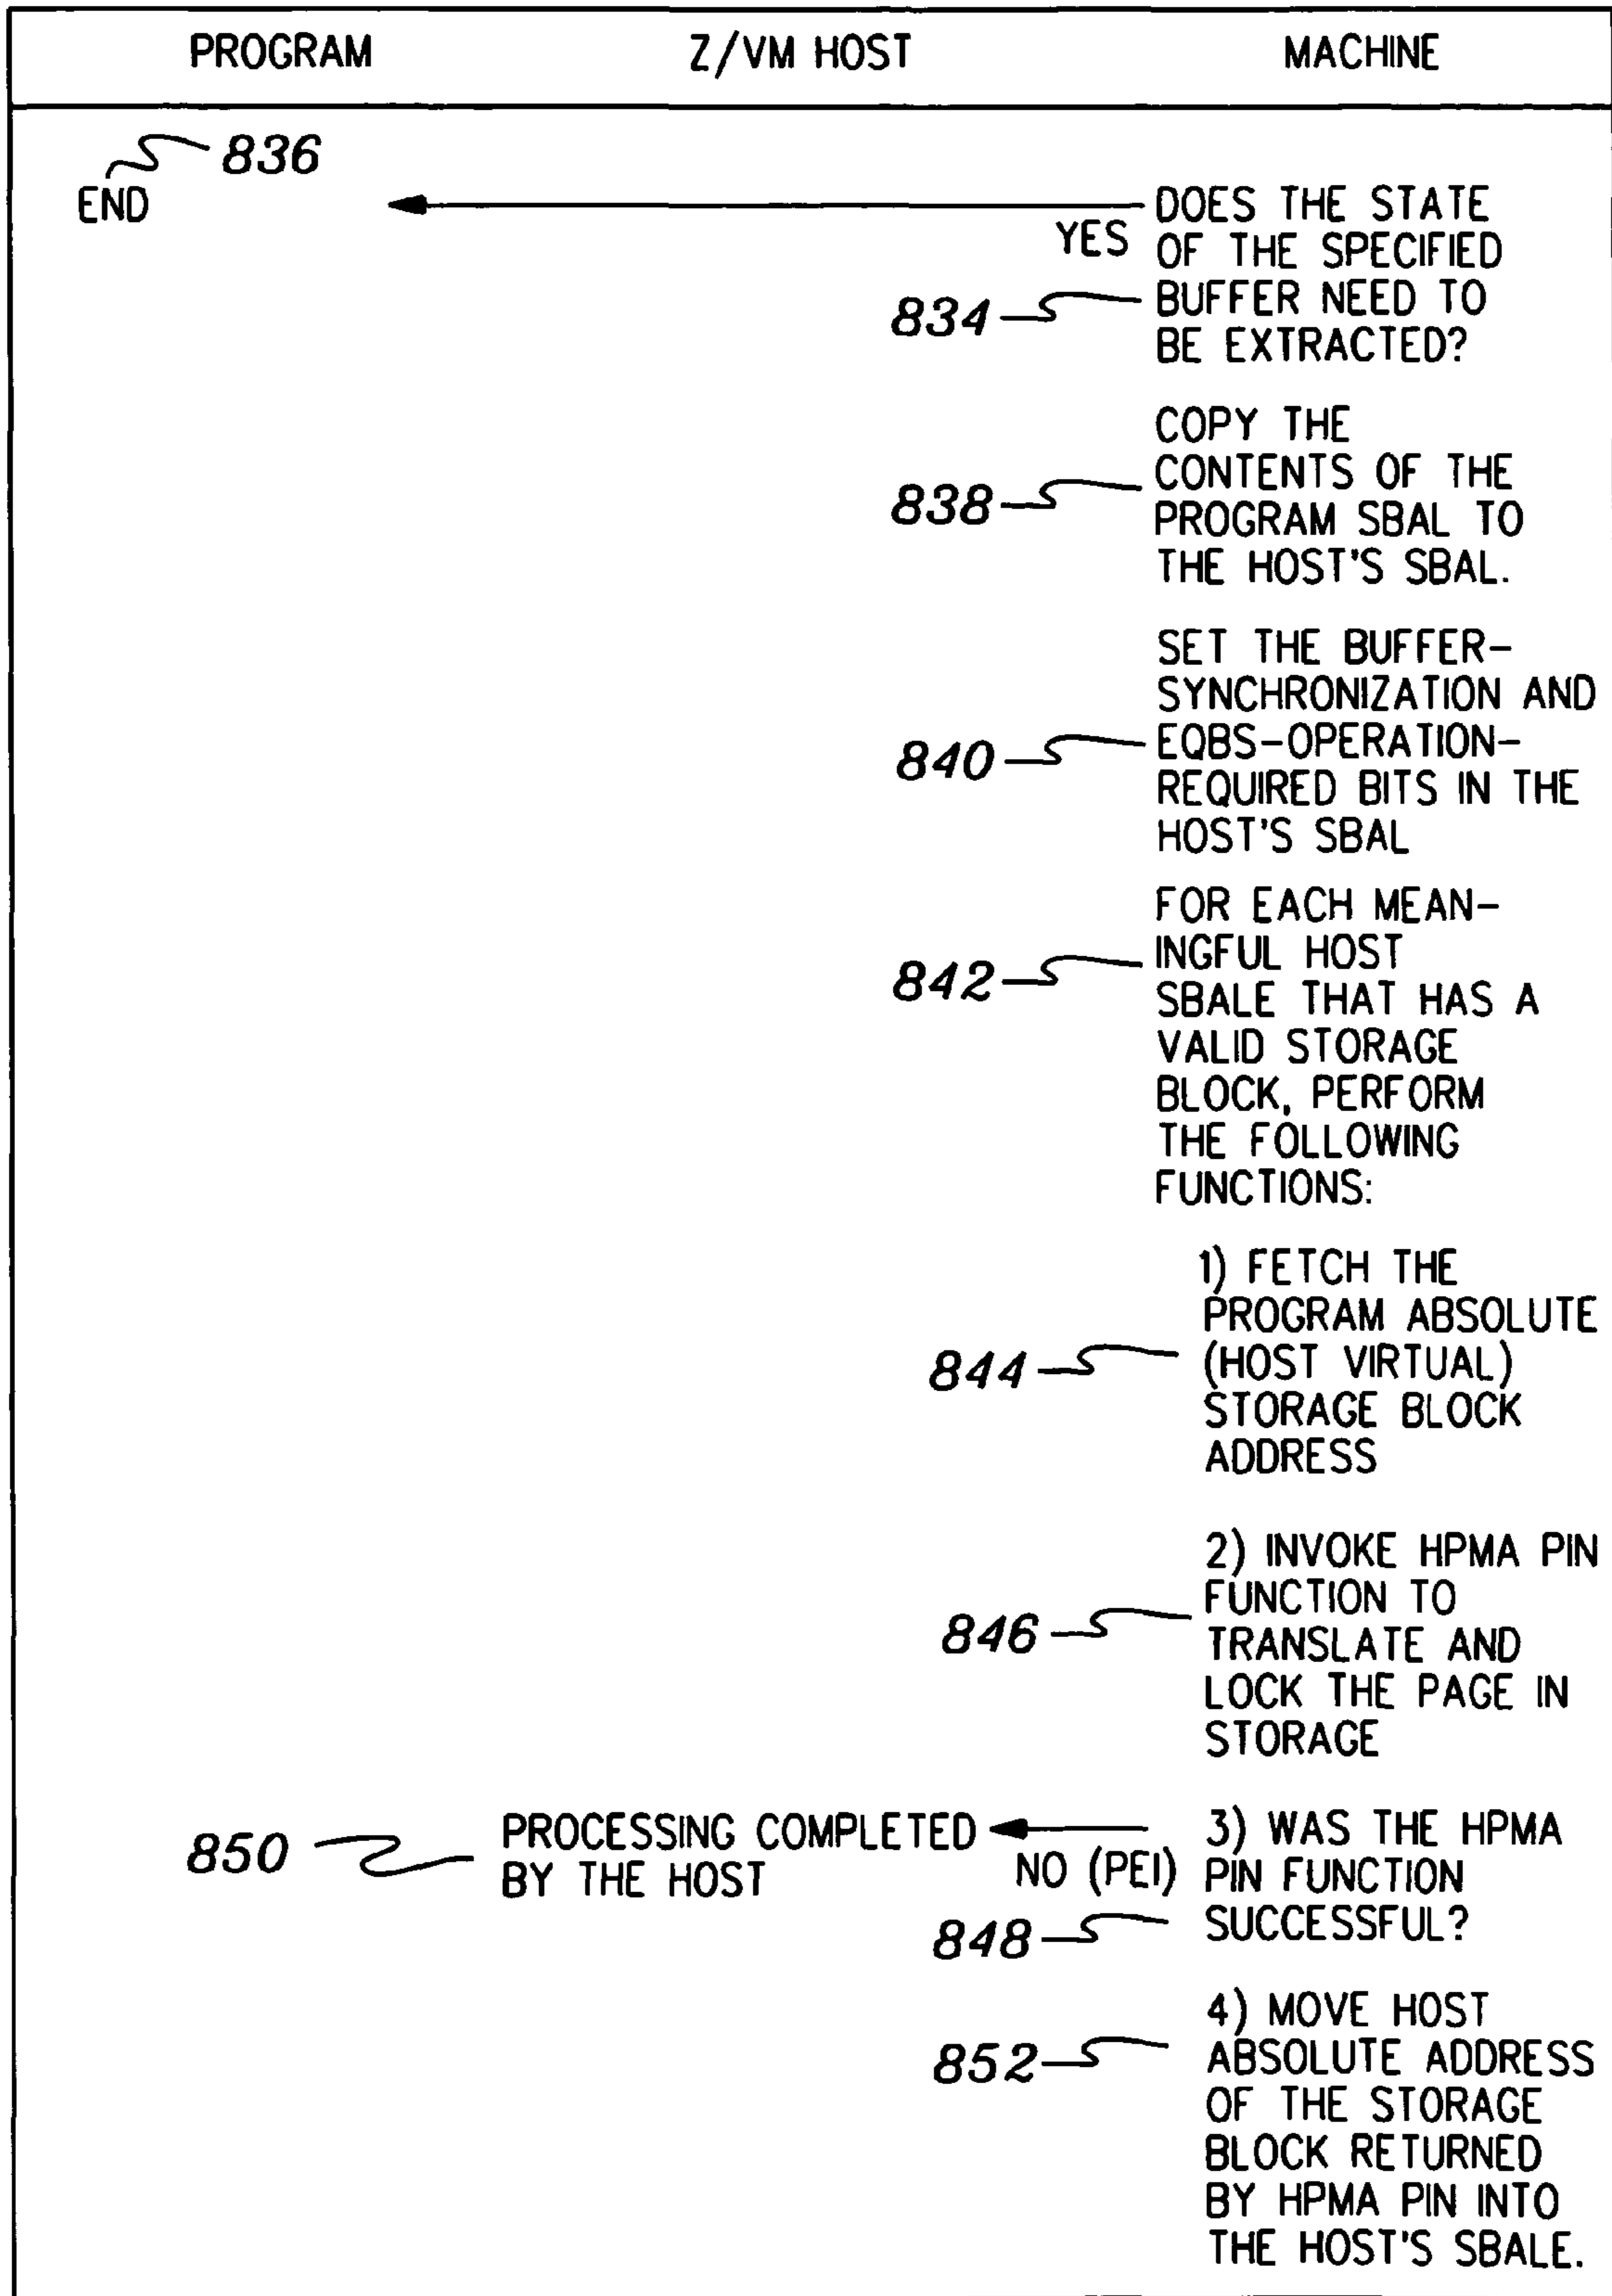 PROGRAM Z/VM HOST MACHINE
836
END
DOES THE STATE
YES OF THE SPECIFIED
834 BUFFER NEED TO
BE EXTRACTED?
COPY THE
838 CONTENTS OF THE
PROGRAM SBAL TO
THE HOST'S SBAL.
SET THE BUFFER-
SYNCHRONIZATION AND
840 EQBS-OPERATION-
REQUIRED BITS IN THE
HOST'S SBAL
FOR EACH MEAN-
842 INGFUL HOST
SBALE THAT HAS A
VALID STORAGE
BLOCK, PERFORM
THE FOLLOWING
FUNCTIONS:
1) FETCH THE
PROGRAM ABSOLUTE
844 (HOST VIRTUAL)
STORAGE BLOCK
ADDRESS
2) INVOKE HPMA PIN
FUNCTION TO
846 TRANSLATE AND
LOCK THE PAGE IN
STORAGE
850 PROCESSING COMPLETED 3) WAS THE HPMA
BY THE HOST NO (PEI) PIN FUNCTION
848 SUCCESSFUL?
4) MOVE HOST
852 ABSOLUTE ADDRESS
OF THE STORAGE
BLOCK RETURNED
BY HPMA PIN INTO
THE HOST'S SBALE.